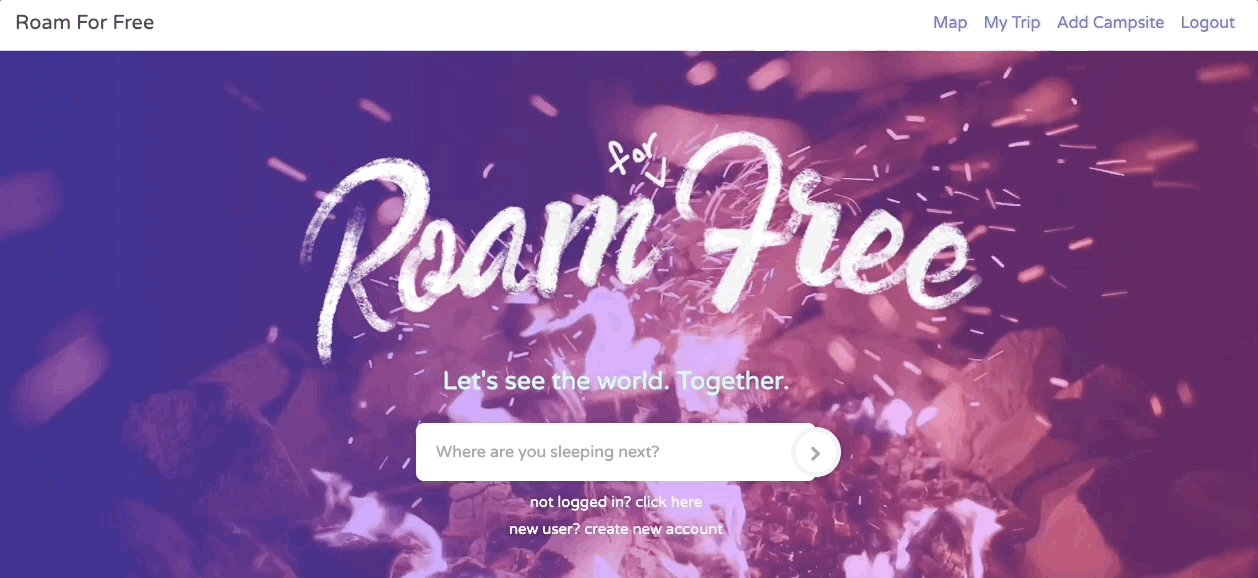 Roam For Free
Map My Trip Add Campsite Logout
for
Roam Free
Let's see the world. Together.
Where are you sleeping next?
not logged in? click here
new user? create new account